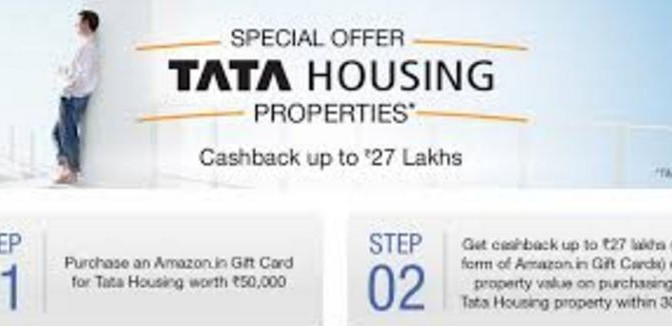 SPECIAL OFFER
TATA HOUSING
PROPERTIES*
Cashback up to ₹27 Lakhs
Purchase an Amazon.in Gift Card
for Tata Housing worth ₹50,000
STEP
02
Get cashback up to ₹27 lakhs
form of Amazon.in Gift Cards)
property value on purchasing
Tata Housing property within